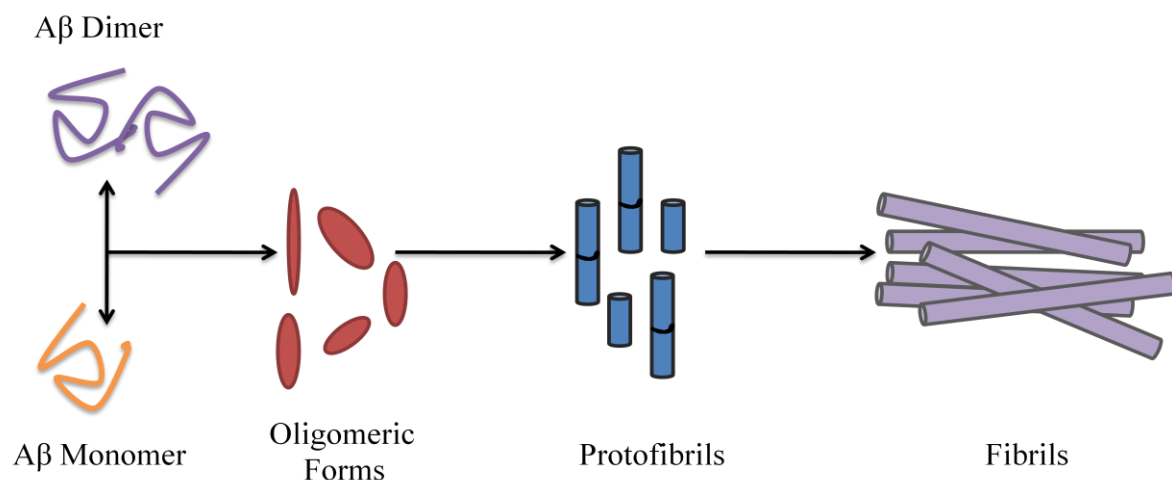 Aβ Dimer
Aβ Monomer
Oligomeric
Forms
Protofibrils
Fibrils